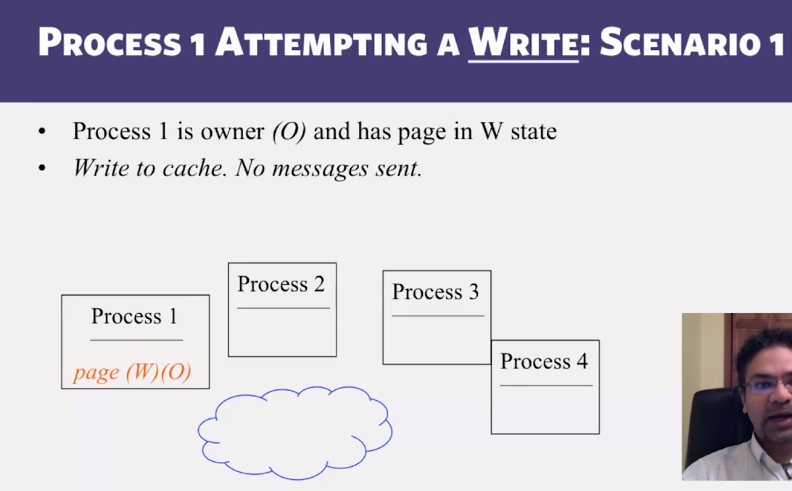 PROCESS 1 ATTEMPTING A WRITE: SCENARIO 1
• Process 1 is owner (O) and has page in W state
• Write to cache. No messages sent.
Process 1
page (W)(O)
Process 2
Process 3
Process 4